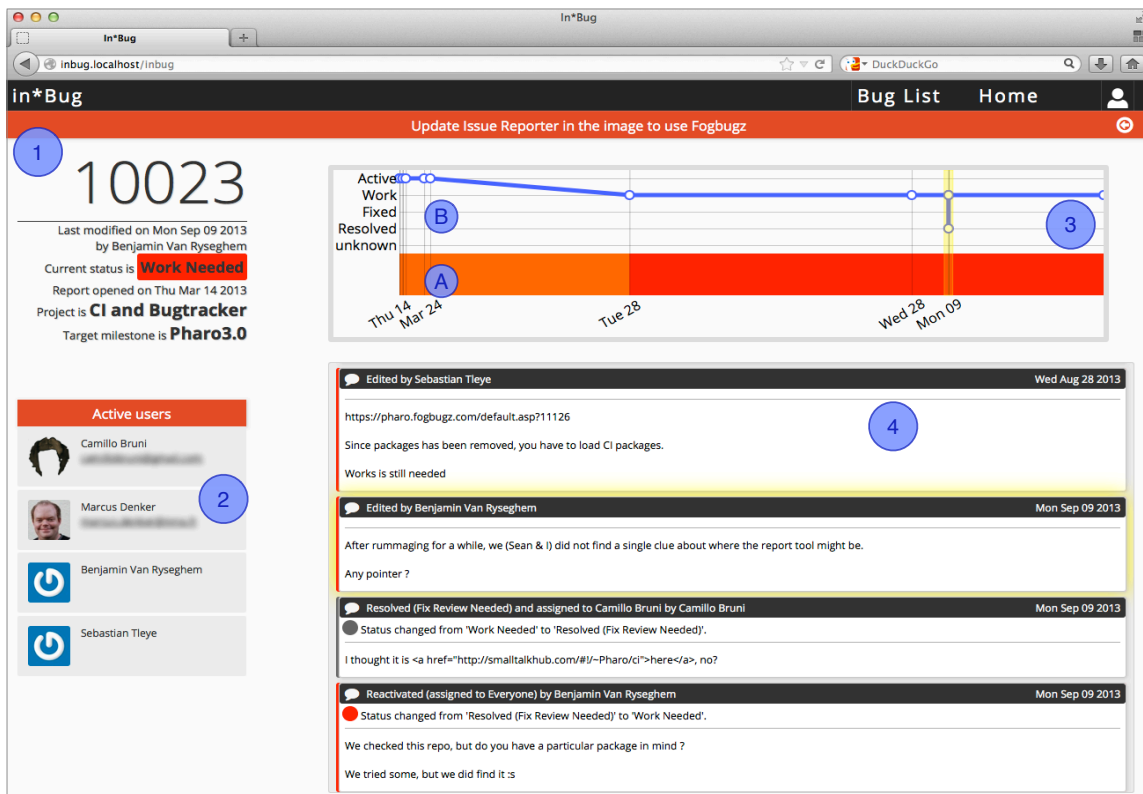 In*Bug
In*Bug
inbug.localhost/inbug
DuckDuckGo
in*Bug
Bug List
Home
Update Issue Reporter in the image to use Fogbugz
1
10023
Last modified on Mon Sep 09 2013
by Benjamin Van Ryseghem
Current status is Work Needed
Report opened on Thu Mar 14 2013
Project is CI and Bugtracker
Target milestone is Pharo3.0
Active
Work
Fixed
Resolved
unknown
B
A
3
Thu 14
Mar 24
Tue 28
Wed 28
Mon 09
Active users
Camillo Bruni
Marcus Denker
2
Benjamin Van Ryseghem
Sebastian Tleye
Edited by Sebastian Tleye
Wed Aug 28 2013
4
https://pharo.fogbugz.com/default.asp?11126
Since packages has been removed, you have to load CI packages.
Works is still needed
Edited by Benjamin Van Ryseghem
Mon Sep 09 2013
After rummaging for a while, we (Sean & I) did not find a single clue about where the report tool might be.
Any pointer ?
Resolved (Fix Review Needed) and assigned to Camillo Bruni by Camillo Bruni
Mon Sep 09 2013
Status changed from 'Work Needed' to 'Resolved (Fix Review Needed)'.
I thought it is <a href="http://smalltalkhub.com/#!/~Pharo/ci">here</a>, no?
Reactivated (assigned to Everyone) by Benjamin Van Ryseghem
Mon Sep 09 2013
Status changed from 'Resolved (Fix Review Needed)' to 'Work Needed'.
We checked this repo, but do you have a particular package in mind ?
We tried some, but we did find it :s